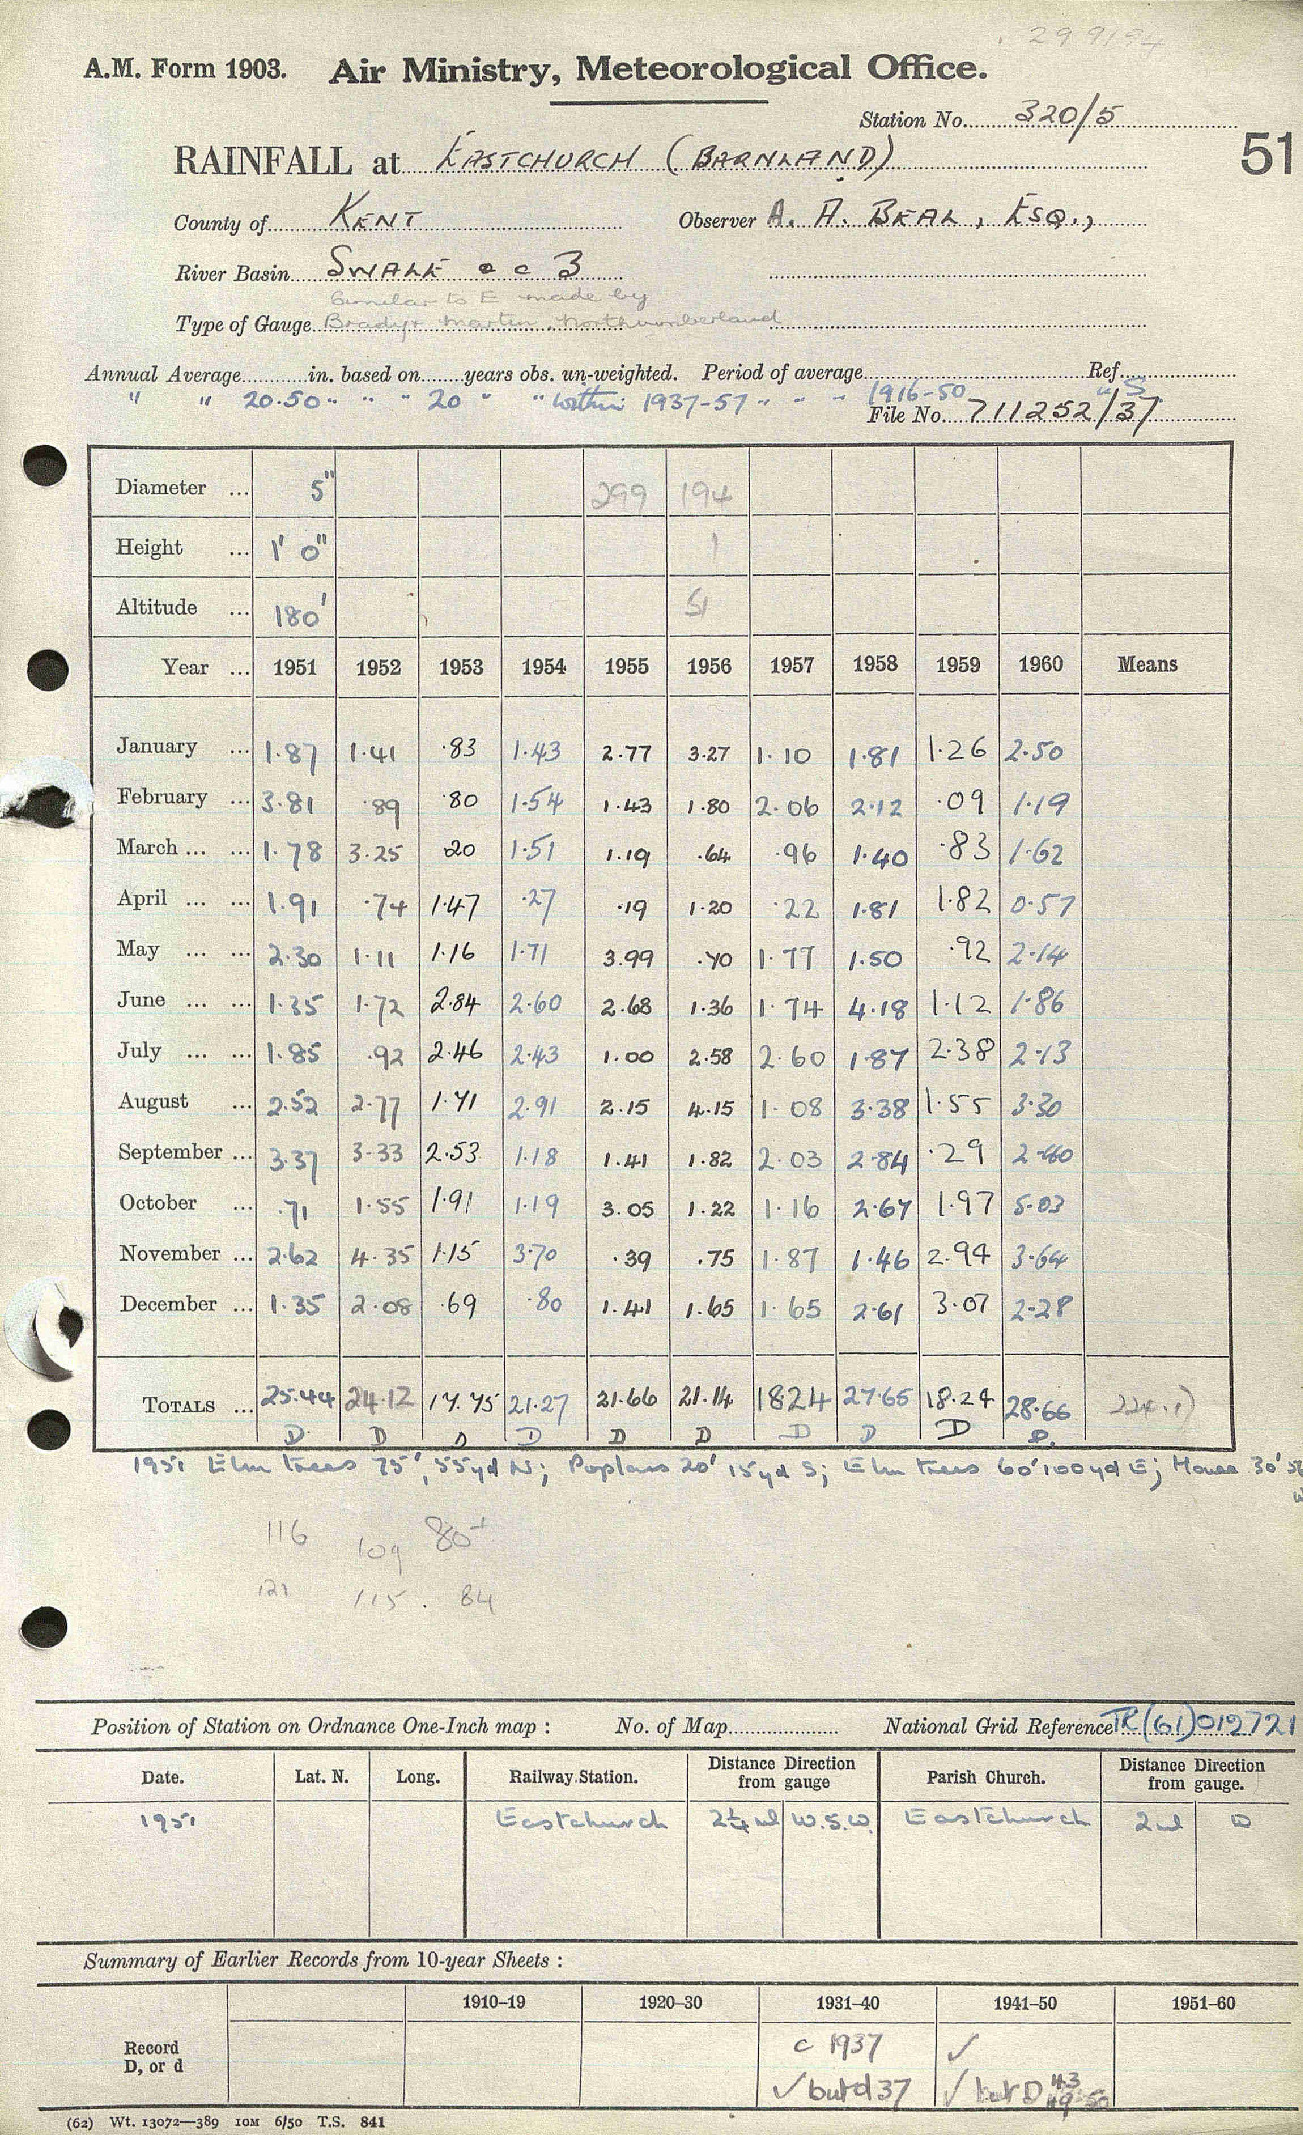 299194
A.M. Form 1903. Air Ministry, Meteorological Office.
Station No. 320/5
51
RAINFALL at EASTCHURCH (BARNLAND)
County of KENT Observer A. A. BEAL, ESQ.,
River Basin SWALE
Similar to E made by
Type of Gauge Bradyr Martin, Northumberland
Annual Average in. based on years obs. un-weighted. Period of average Ref.
" " 20.50 " " " 20 " " within 1937-57 " " " 1916-50 " S.
File No. 711252/37
Diameter ... 5" 299 194
Height ... 1' 0" 1
Altitude ... 180' 51
Year ... 1951 1952 1953 1954 1955 1956 1957 1958 1959 1960 Means
January ... 1.87 1.41 .83 1.43 2.77 3.27 1.10 1.81 1.26 2.50
February ... 3.81 .89 .80 1.54 1.43 1.80 2.06 2.12 .09 1.19
March ... ... 1.78 3.25 .20 1.51 1.19 .64 .96 1.40 .83 1.62
April ... ... 1.91 .74 1.47 .27 .19 1.20 .22 1.81 1.82 0.57
May ... ... 2.30 1.11 1.16 1.71 3.99 .70 1.77 1.50 .92 2.14
June ... ... 1.35 1.72 2.84 2.60 2.68 1.36 1.74 4.18 1.12 1.86
July ... ... 1.85 .92 2.46 2.43 1.00 2.58 2.60 1.87 2.38 2.13
August ... 2.52 2.77 1.71 2.91 2.15 4.15 1.08 3.38 1.55 3.30
September ... 3.37 3.33 2.53 1.18 1.41 1.82 2.03 2.84 .29 2.40
October ... .71 1.55 1.91 1.19 3.05 1.22 1.16 2.67 1.97 5.03
November ... 2.62 4.35 1.15 3.70 .39 .75 1.87 1.46 2.94 3.64
December ... 1.35 2.08 .69 .80 1.41 1.65 1.65 2.61 3.07 2.28
TOTALS ... 25.44 24.12 17.75 21.27 21.66 21.14 18.24 27.65 18.24 28.66
D D D D D D D D D D.
1951 Elm trees 75', 55yd N; Poplars 20' 15yd S; Elm trees 60' 100yd E; House 30'
116 109 80+
121 115. 84
Position of Station on Ordnance One-Inch map : No. of Map National Grid Reference TR(61)012721
Date. Lat. N. Long. Railway Station. Distance Direction from gauge Parish Church. Distance Direction from gauge.
1951 Eastchurch 2¼ml W.S.W. Eastchurch 2ml W
Summary of Earlier Records from 10-year Sheets :
1910–19 1920–30 1931–40 1941–50 1951–60
Record
D, or d
c 1937 ✓
✓ but d 37 ✓ but D 43
49-50
(62) Wt. 13072—389 10M 6/50 T.S. 841